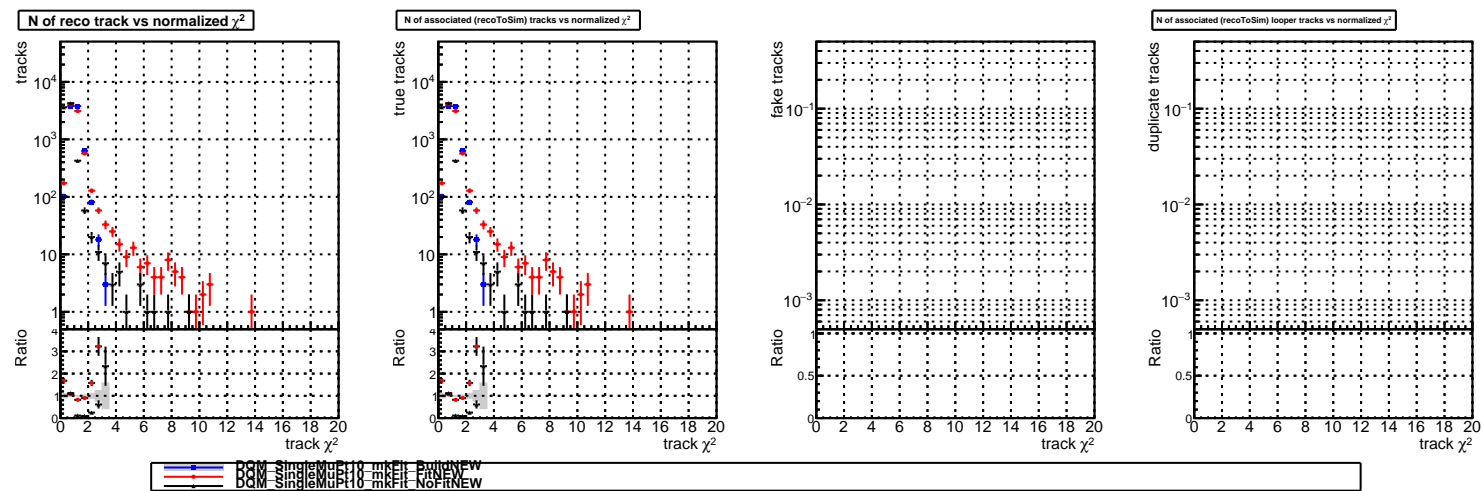 N of reco track vs normalized χ²
tracks
10⁴
10³
10²
10
1
Ratio
4
3
2
1
0
0 2 4 6 8 10 12 14 16 18 20
track χ²
N of associated (recoToSim) tracks vs normalized χ²
true tracks
10⁴
10³
10²
10
1
Ratio
4
3
2
1
0
0 2 4 6 8 10 12 14 16 18 20
track χ²
fake tracks
10⁻¹
10⁻²
10⁻³
Ratio
1
0.5
0
0 2 4 6 8 10 12 14 16 18 20
track χ²
N of associated (recoToSim) looper tracks vs normalized χ²
duplicate tracks
10⁻¹
10⁻²
10⁻³
Ratio
1
0.5
0
0 2 4 6 8 10 12 14 16 18 20
track χ²
DQM_SingleMuPt10_mkFit_BuildNEW
DQM_SingleMuPt10_mkFit_FitNEW
DQM_SingleMuPt10_mkFit_NoFitNEW